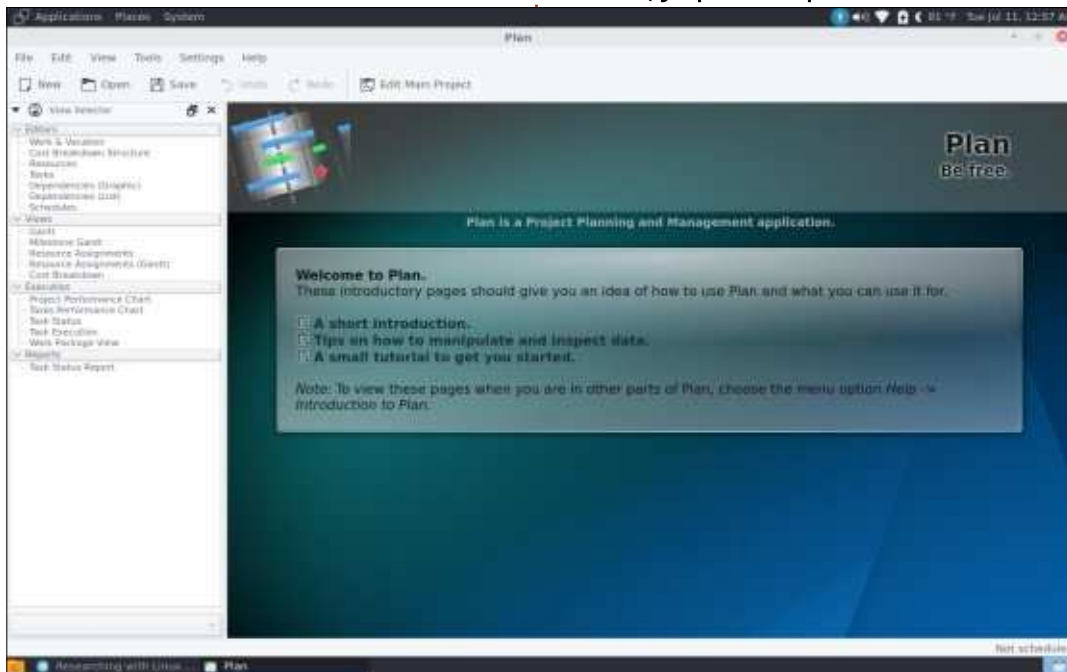 Applications Places System
81 °F Tue Jul 11, 12:57 A
Plan
File Edit View Tools Settings Help
New Open Save Undo Redo Edit Main Project
View Selector
Editors
Work & Vacation
Cost Breakdown Structure
Resources
Tasks
Dependencies (Graphic)
Dependencies (List)
Schedules
Views
Gantt
Milestone Gantt
Resource Assignments
Resource Assignments (Gantt)
Cost Breakdown
Execution
Project Performance Chart
Tasks Performance Chart
Task Status
Task Execution
Work Package View
Reports
Task Status Report
Plan
Be free.
Plan is a Project Planning and Management application.
Welcome to Plan.
These introductory pages should give you an idea of how to use Plan and what you can use it for.
A short introduction.
Tips on how to manipulate and inspect data.
A small tutorial to get you started.
Note: To view these pages when you are in other parts of Plan, choose the menu option Help ->
Introduction to Plan.
Not schedule
Researching with Linux ... Plan